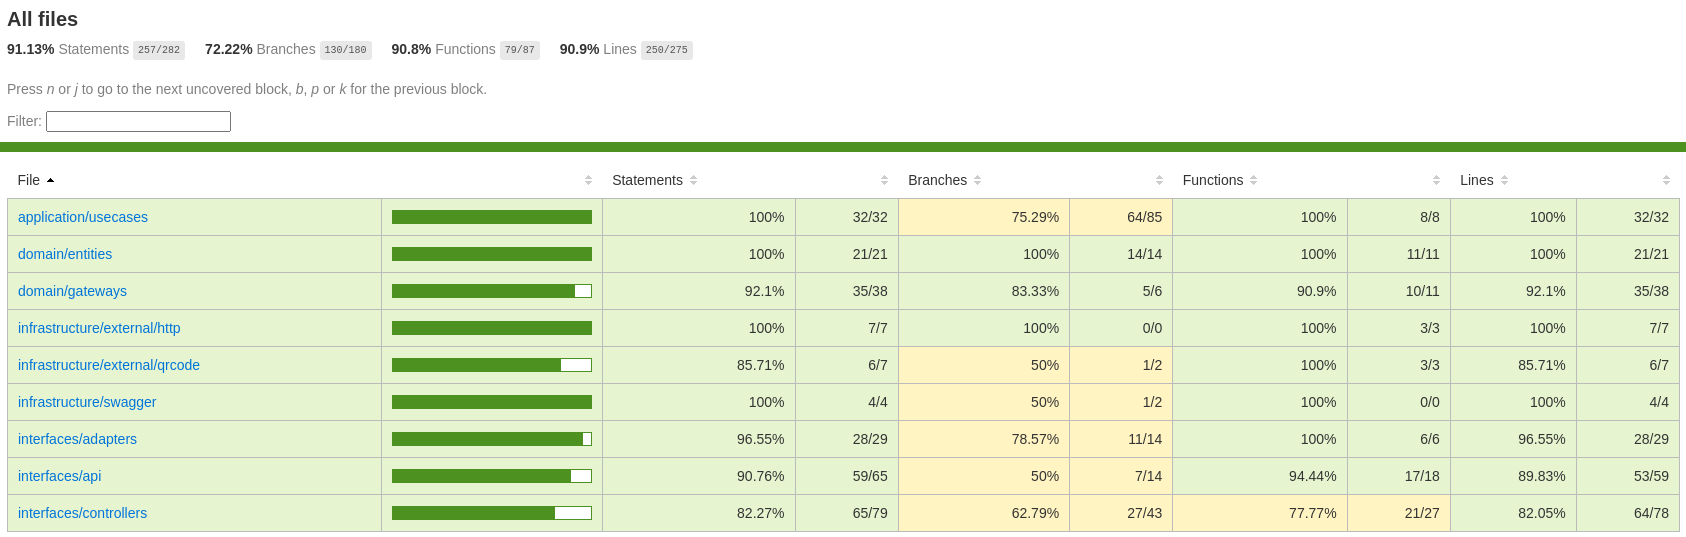 All files
91.13% Statements 257/282 72.22% Branches 130/180 90.8% Functions 79/87 90.9% Lines 250/275
Press n or j to go to the next uncovered block, b, p or k for the previous block.
Filter:
File Statements Branches Functions Lines
application/usecases 100% 32/32 75.29% 64/85 100% 8/8 100% 32/32
domain/entities 100% 21/21 100% 14/14 100% 11/11 100% 21/21
domain/gateways 92.1% 35/38 83.33% 5/6 90.9% 10/11 92.1% 35/38
infrastructure/external/http 100% 7/7 100% 0/0 100% 3/3 100% 7/7
infrastructure/external/qrcode 85.71% 6/7 50% 1/2 100% 3/3 85.71% 6/7
infrastructure/swagger 100% 4/4 50% 1/2 100% 0/0 100% 4/4
interfaces/adapters 96.55% 28/29 78.57% 11/14 100% 6/6 96.55% 28/29
interfaces/api 90.76% 59/65 50% 7/14 94.44% 17/18 89.83% 53/59
interfaces/controllers 82.27% 65/79 62.79% 27/43 77.77% 21/27 82.05% 64/78